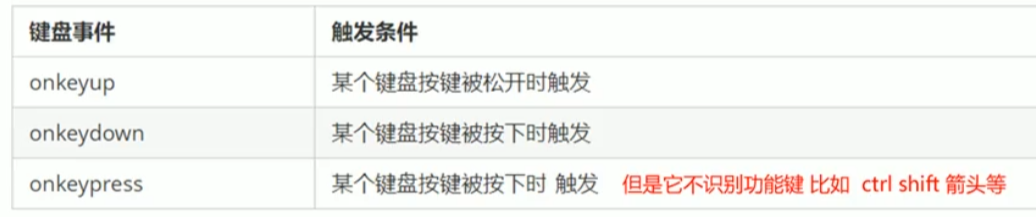 键盘事件 触发条件
onkeyup 某个键盘按键被松开时触发
onkeydown 某个键盘按键被按下时触发
onkeypress 某个键盘按键被按下时 触发 但是它不识别功能键 比如 ctrl shift 箭头等